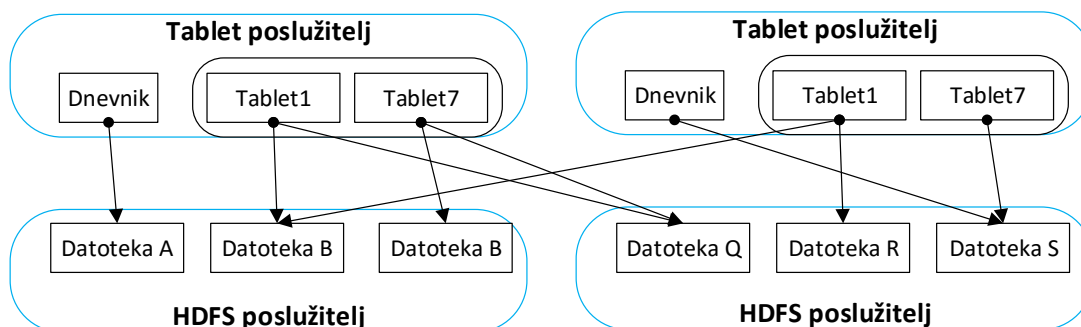 Tablet poslužitelj
Tablet poslužitelj
Dnevnik
Tablet1
Tablet7
Dnevnik
Tablet1
Tablet7
Datoteka A
Datoteka B
Datoteka B
Datoteka Q
Datoteka R
Datoteka S
HDFS poslužitelj
HDFS poslužitelj